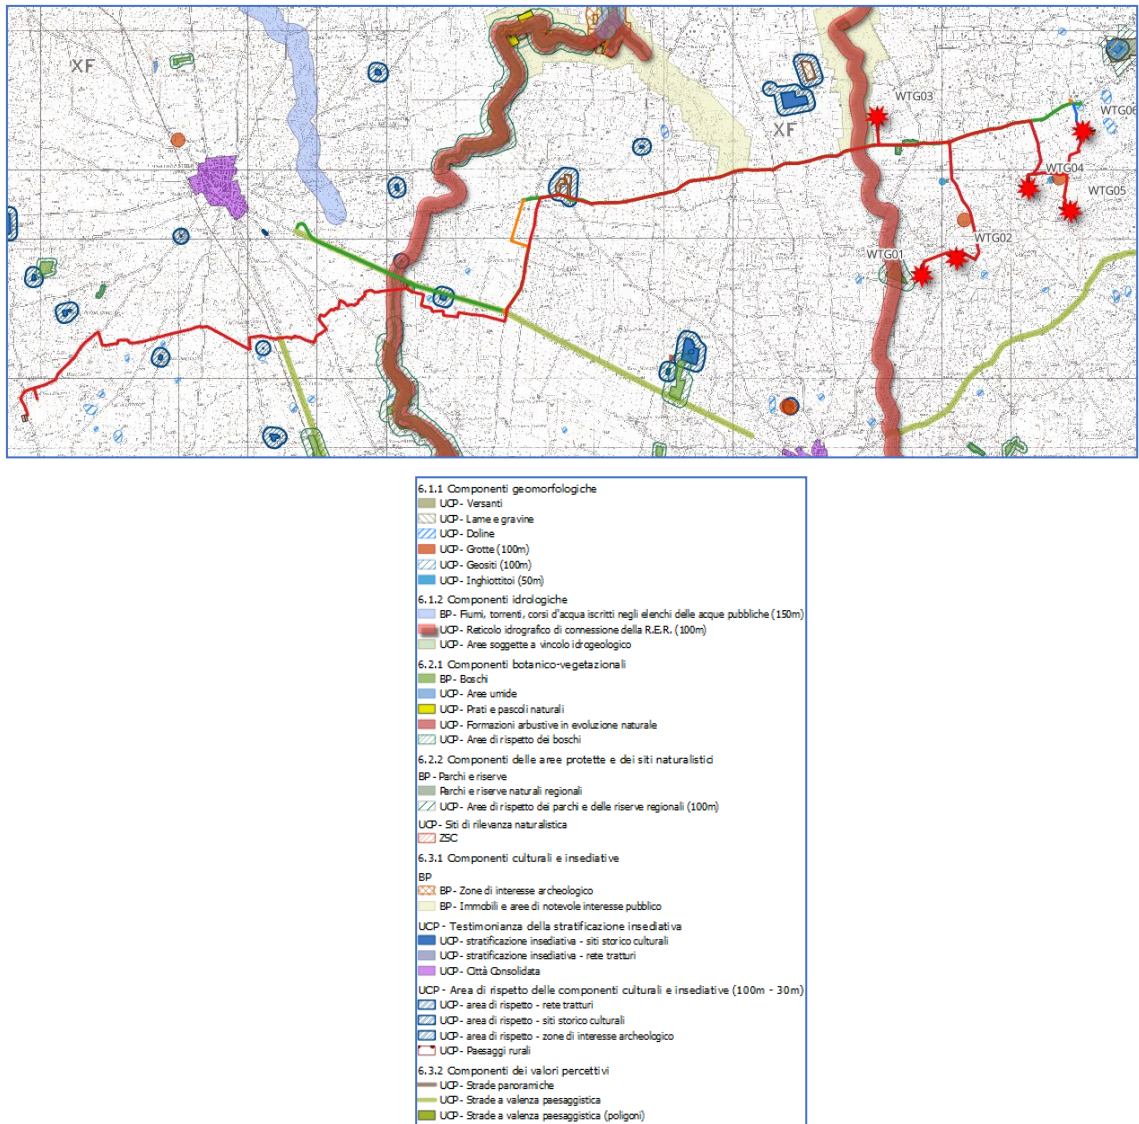 XF
WTG03
WTG06
XF
WTG04
WTG05
WTG02
WTG01
6.1.1 Componenti geomorfologiche
UCP - Versanti
UCP - Lame e gravine
UCP - Doline
UCP - Grotte (100m)
UCP - Geositi (100m)
UCP - Inghiottitoi (50m)
6.1.2 Componenti idrologiche
BP - Fiumi, torrenti, corsi d'acqua iscritti negli elenchi delle acque pubbliche (150m)
UCP - Reticolo idrografico di connessione della R.E.R. (100m)
UCP - Aree soggette a vincolo idrogeologico
6.2.1 Componenti botanico-vegetazionali
BP - Boschi
UCP - Aree umide
UCP - Prati e pascoli naturali
UCP - Formazioni arbustive in evoluzione naturale
UCP - Aree di rispetto dei boschi
6.2.2 Componenti delle aree protette e dei siti naturalistici
BP - Parchi e riserve
Parchi e riserve naturali regionali
UCP - Aree di rispetto dei parchi e delle riserve regionali (100m)
UCP - Siti di rilevanza naturalistica
ZSC
6.3.1 Componenti culturali e insediative
BP
BP - Zone di interesse archeologico
BP - Immobili e aree di notevole interesse pubblico
UCP - Testimonianza della stratificazione insediativa
UCP - stratificazione insediativa - siti storico culturali
UCP - stratificazione insediativa - rete tratturi
UCP - Città Consolidata
UCP - Area di rispetto delle componenti culturali e insediative (100m - 30m)
UCP - area di rispetto - rete tratturi
UCP - area di rispetto - siti storico culturali
UCP - area di rispetto - zone di interesse archeologico
UCP - Paesaggi rurali
6.3.2 Componenti dei valori percettivi
UCP - Strade panoramiche
UCP - Strade a valenza paesaggistica
UCP - Strade a valenza paesaggistica (poligoni)